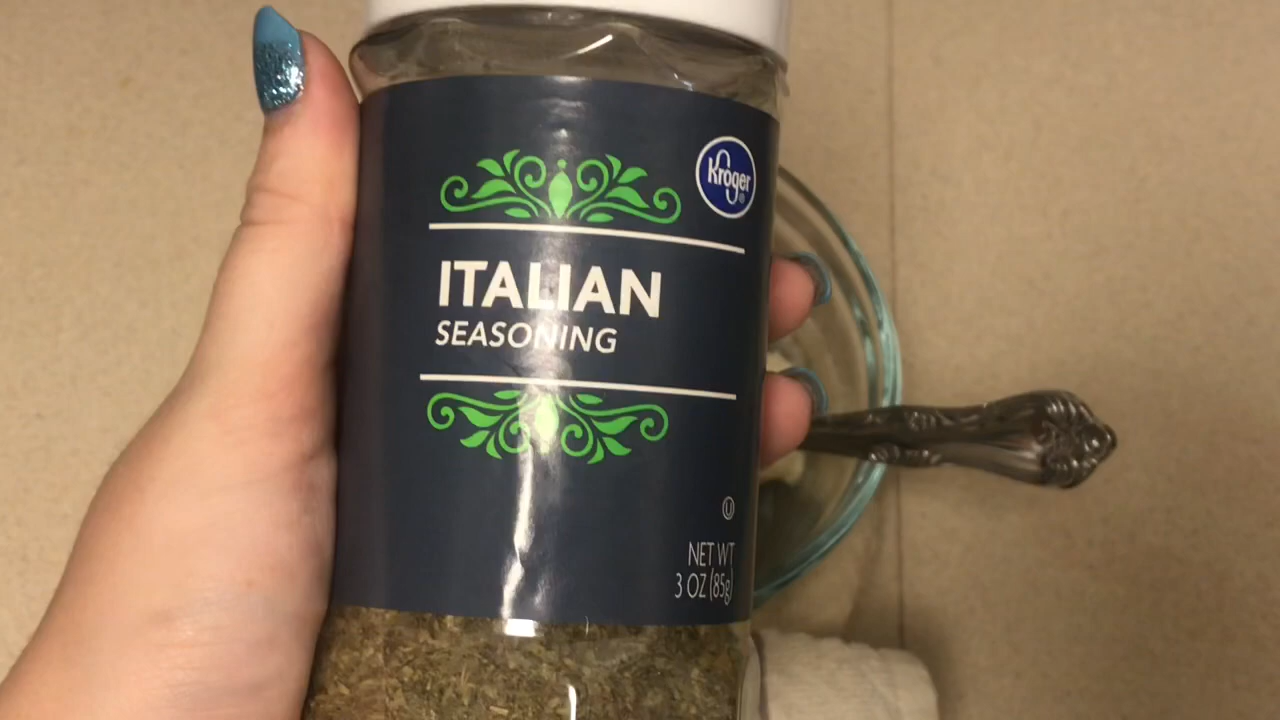 Kroger
ITALIAN
SEASONING
U
NET WT
3 OZ (85g)